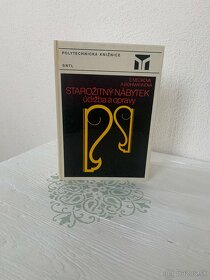 POLYTECHNICKÁ KNIŽNICE
SNTL
STAROŽITNÝ NÁBYTEK
údržba a opravy